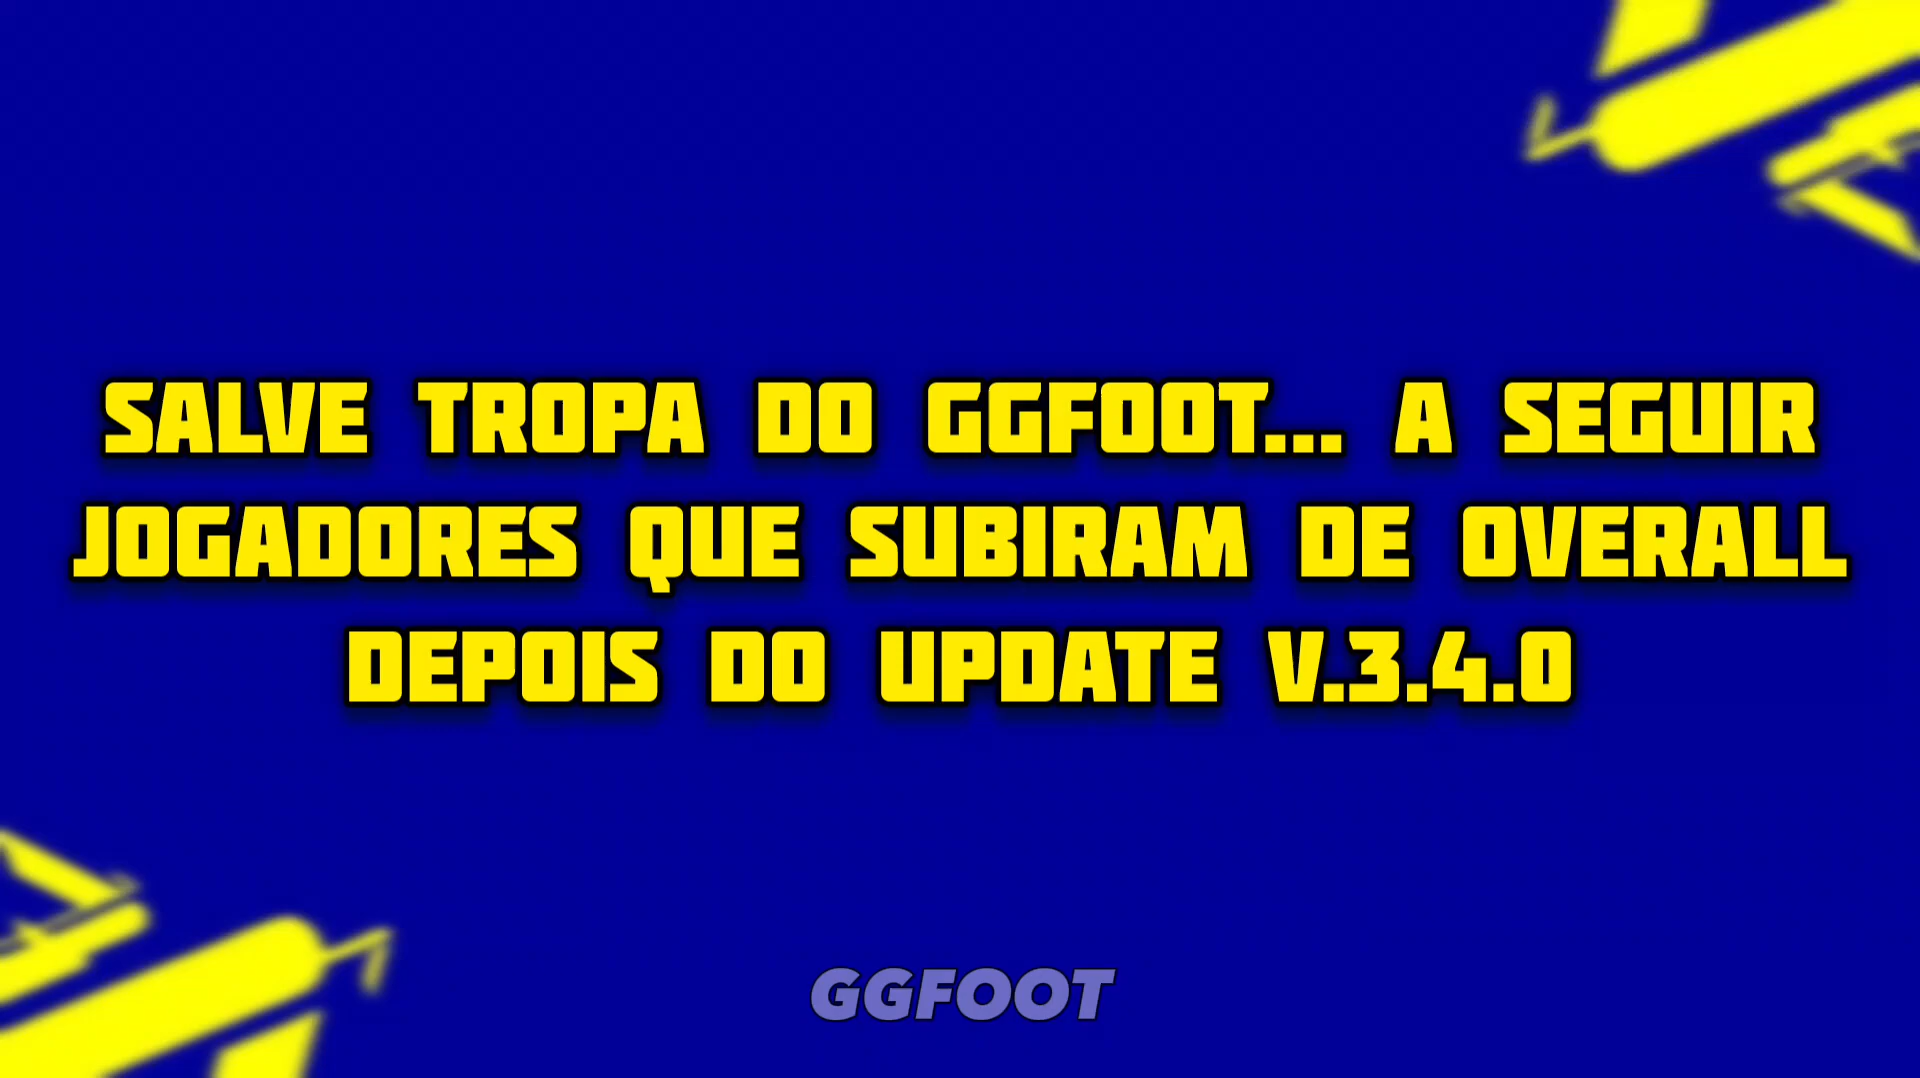 SALVE TROPA DO GGFOOT... A SEGUIR
JOGADORES QUE SUBIRAM DE OVERALL
DEPOIS DO UPDATE V.3.4.0
GGFOOT